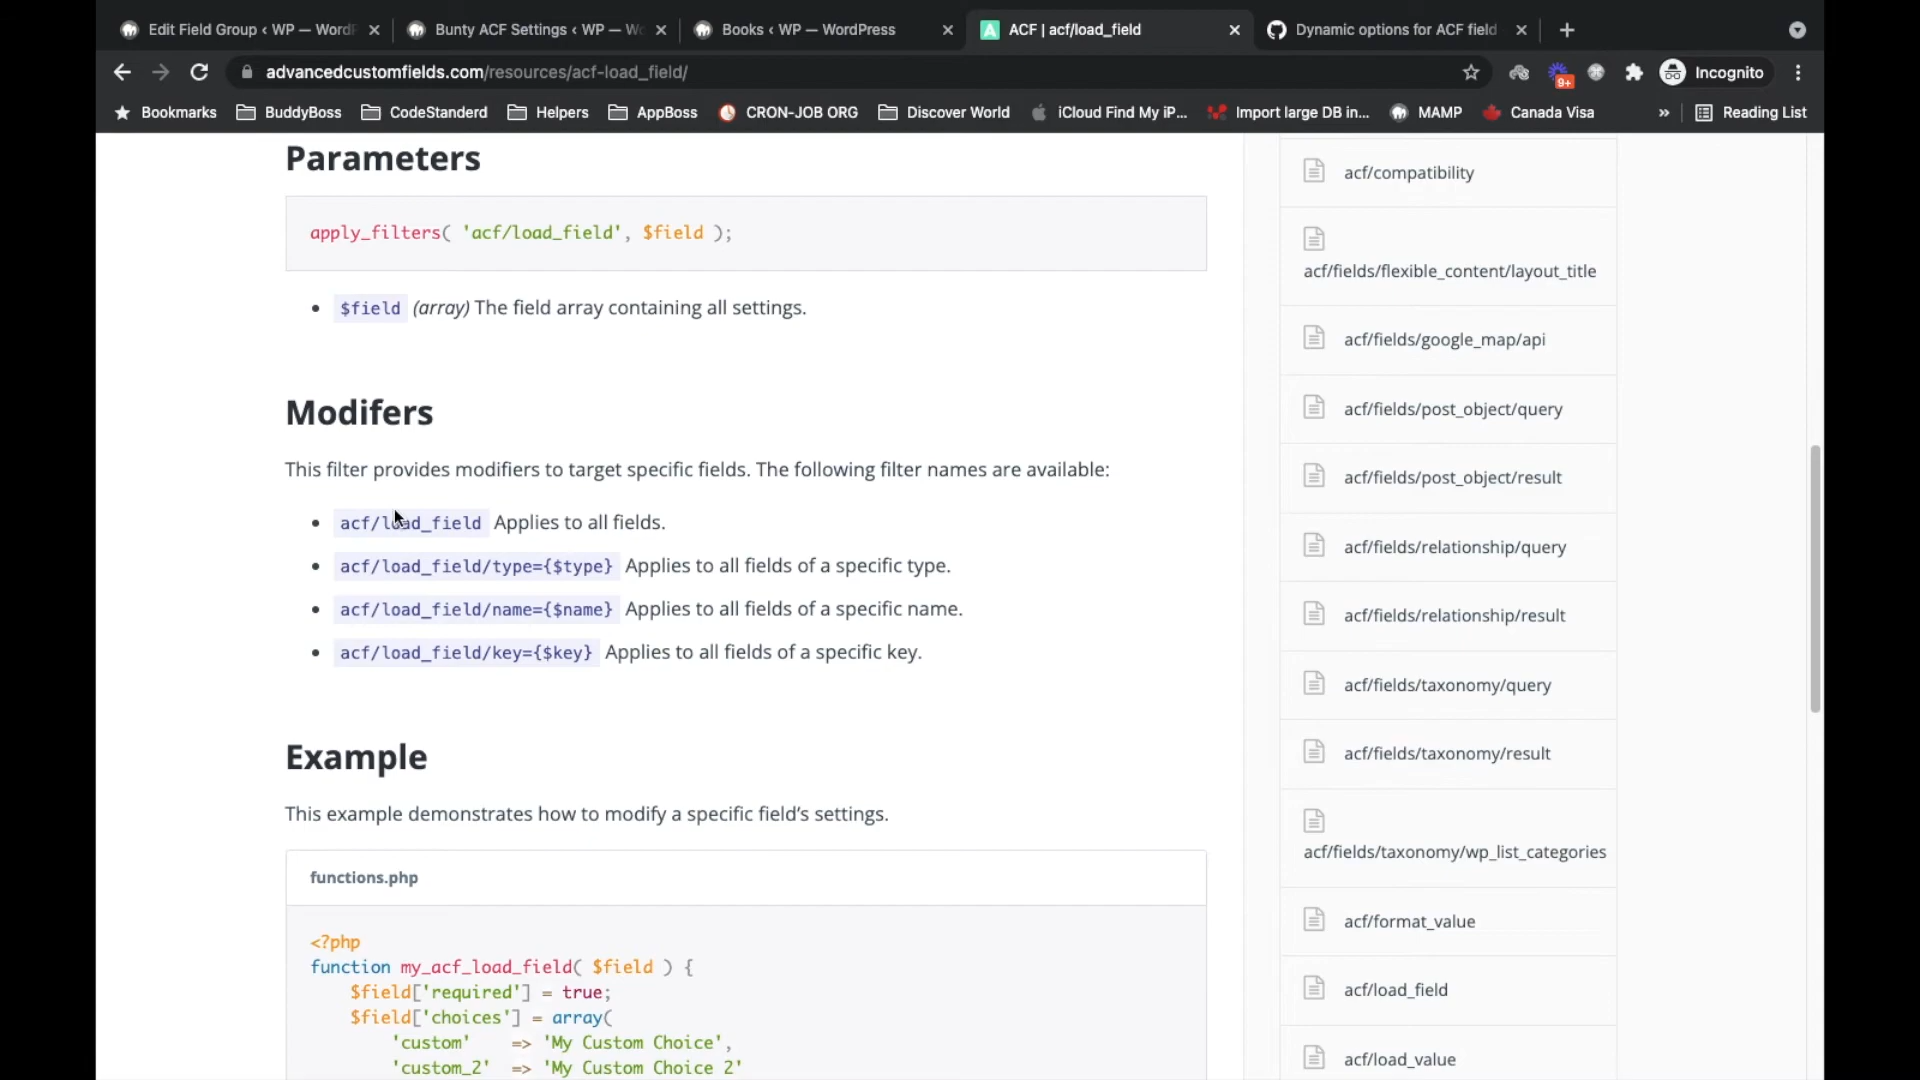 Edit Field Group ‹ WP — WordP
Bunty ACF Settings ‹ WP — Wo
Books ‹ WP — WordPress
ACF | acf/load_field
Dynamic options for ACF field
advancedcustomfields.com/resources/acf-load_field/
9+
Incognito
Bookmarks
BuddyBoss
CodeStanderd
Helpers
AppBoss
CRON-JOB ORG
Discover World
iCloud Find My iP...
Import large DB in...
MAMP
Canada Visa
»
Reading List
Parameters
apply_filters( 'acf/load_field', $field );
• $field (array) The field array containing all settings.
Modifers
This filter provides modifiers to target specific fields. The following filter names are available:
• acf/load_field Applies to all fields.
• acf/load_field/type={$type} Applies to all fields of a specific type.
• acf/load_field/name={$name} Applies to all fields of a specific name.
• acf/load_field/key={$key} Applies to all fields of a specific key.
Example
This example demonstrates how to modify a specific field’s settings.
functions.php
<?php
function my_acf_load_field( $field ) {
$field['required'] = true;
$field['choices'] = array(
'custom' => 'My Custom Choice',
'custom_2' => 'My Custom Choice 2'
acf/compatibility
acf/fields/flexible_content/layout_title
acf/fields/google_map/api
acf/fields/post_object/query
acf/fields/post_object/result
acf/fields/relationship/query
acf/fields/relationship/result
acf/fields/taxonomy/query
acf/fields/taxonomy/result
acf/fields/taxonomy/wp_list_categories
acf/format_value
acf/load_field
acf/load_value